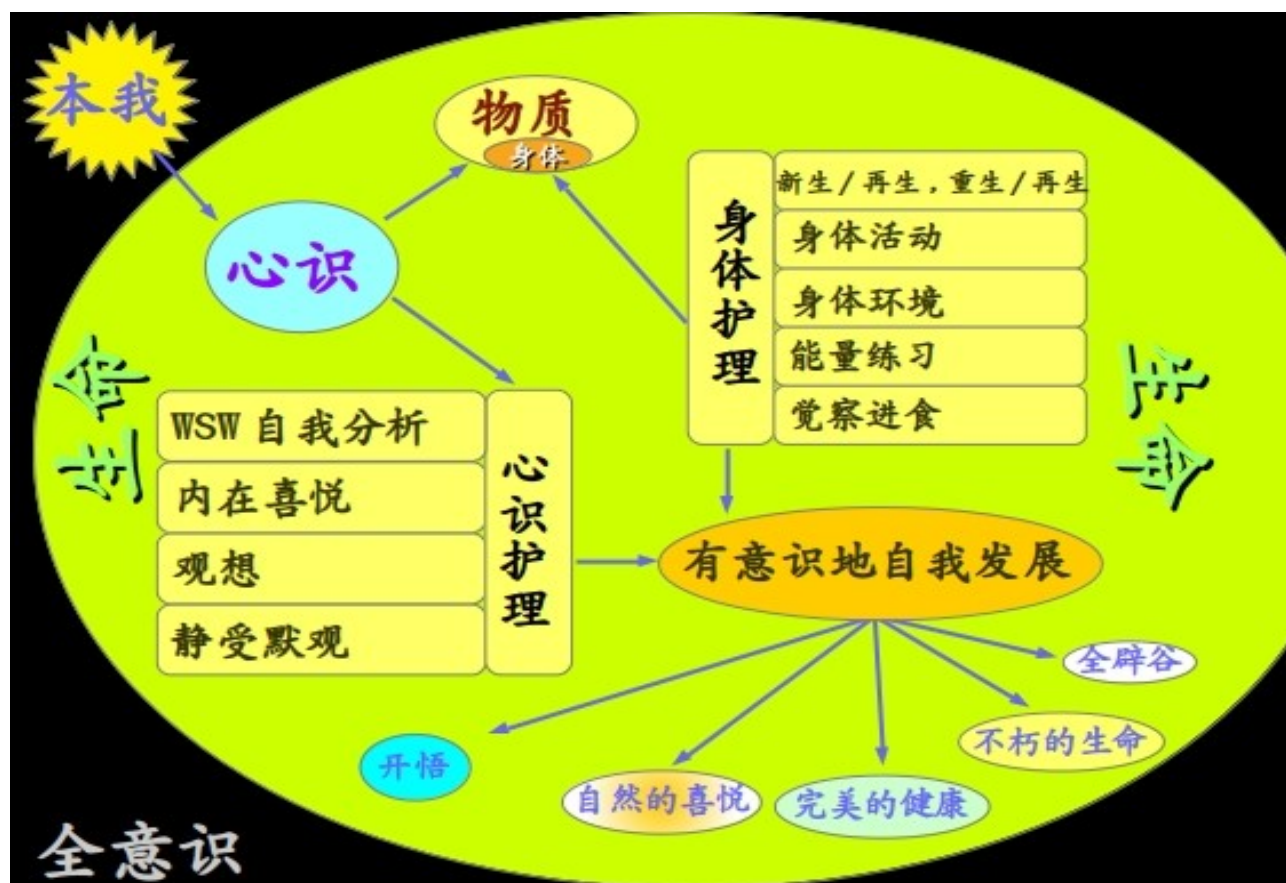 本我
物质
身体
心识
身体护理
新生/再生，重生/再生
身体活动
身体环境
能量练习
觉察进食
生命
生命
WSW 自我分析
内在喜悦
观想
静受默观
心识护理
有意识地自我发展
全辟谷
不朽的生命
开悟
自然的喜悦
完美的健康
全意识